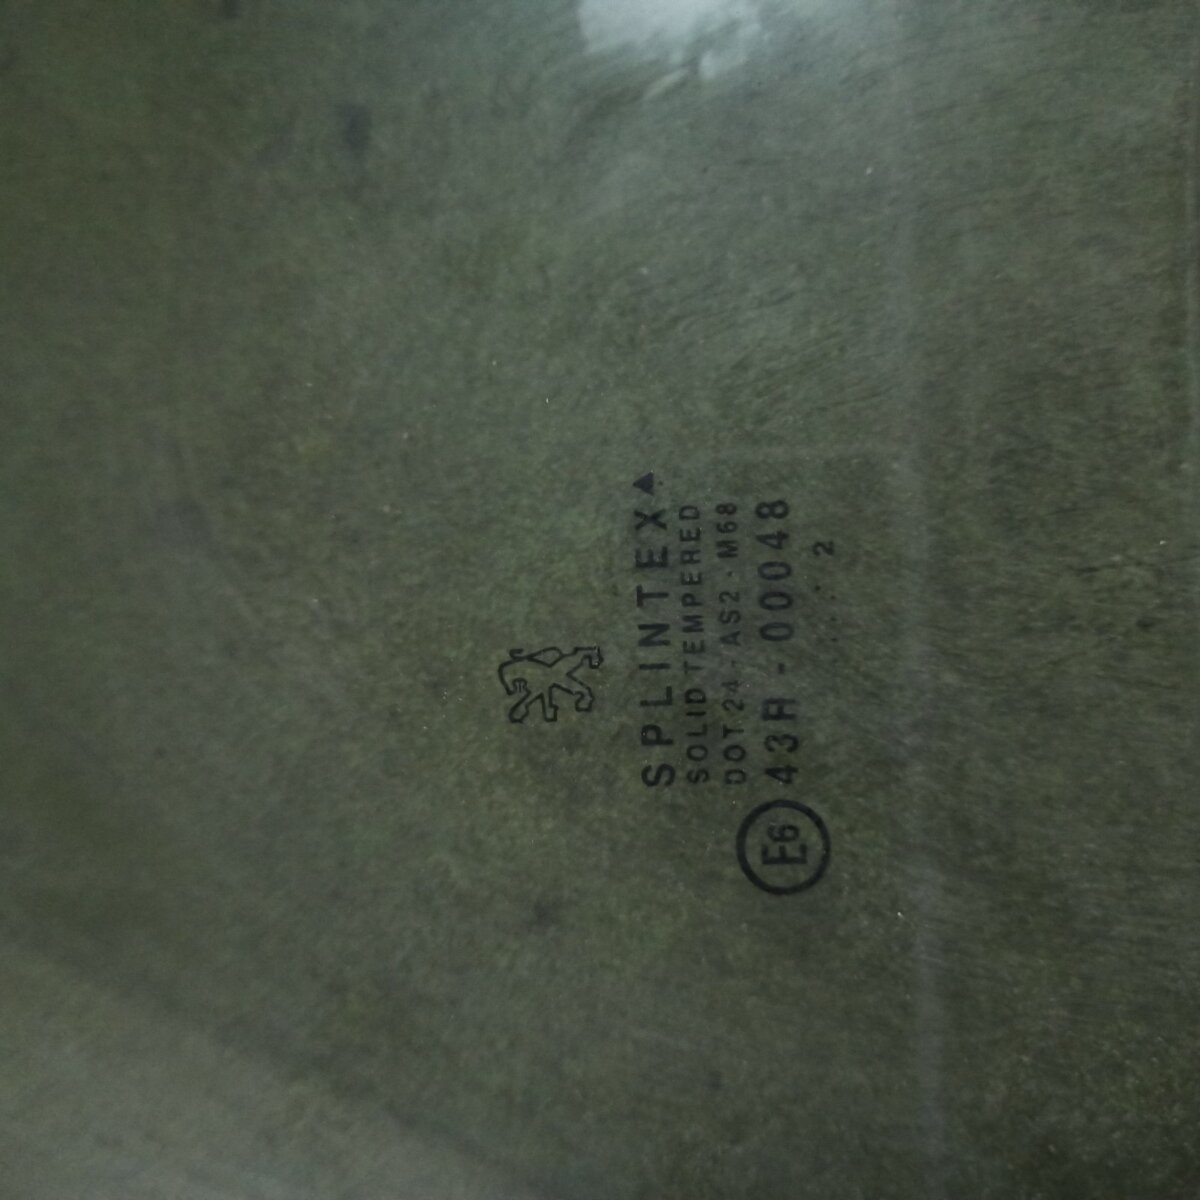 SPLINTEX▲
SOLID TEMPERED
DOT 24 - AS2 · M68
E6 43R - 00048
. . . . 2